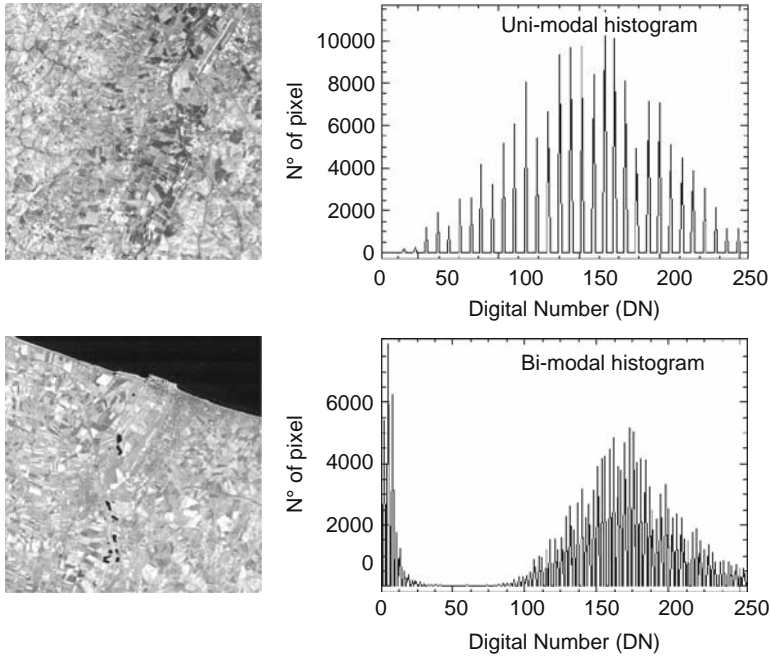 Uni-modal histogram
10000
8000
6000
4000
2000
0
N° of pixel
0 50 100 150 200 250
Digital Number (DN)
Bi-modal histogram
6000
4000
2000
0
N° of pixel
0 50 100 150 200 250
Digital Number (DN)